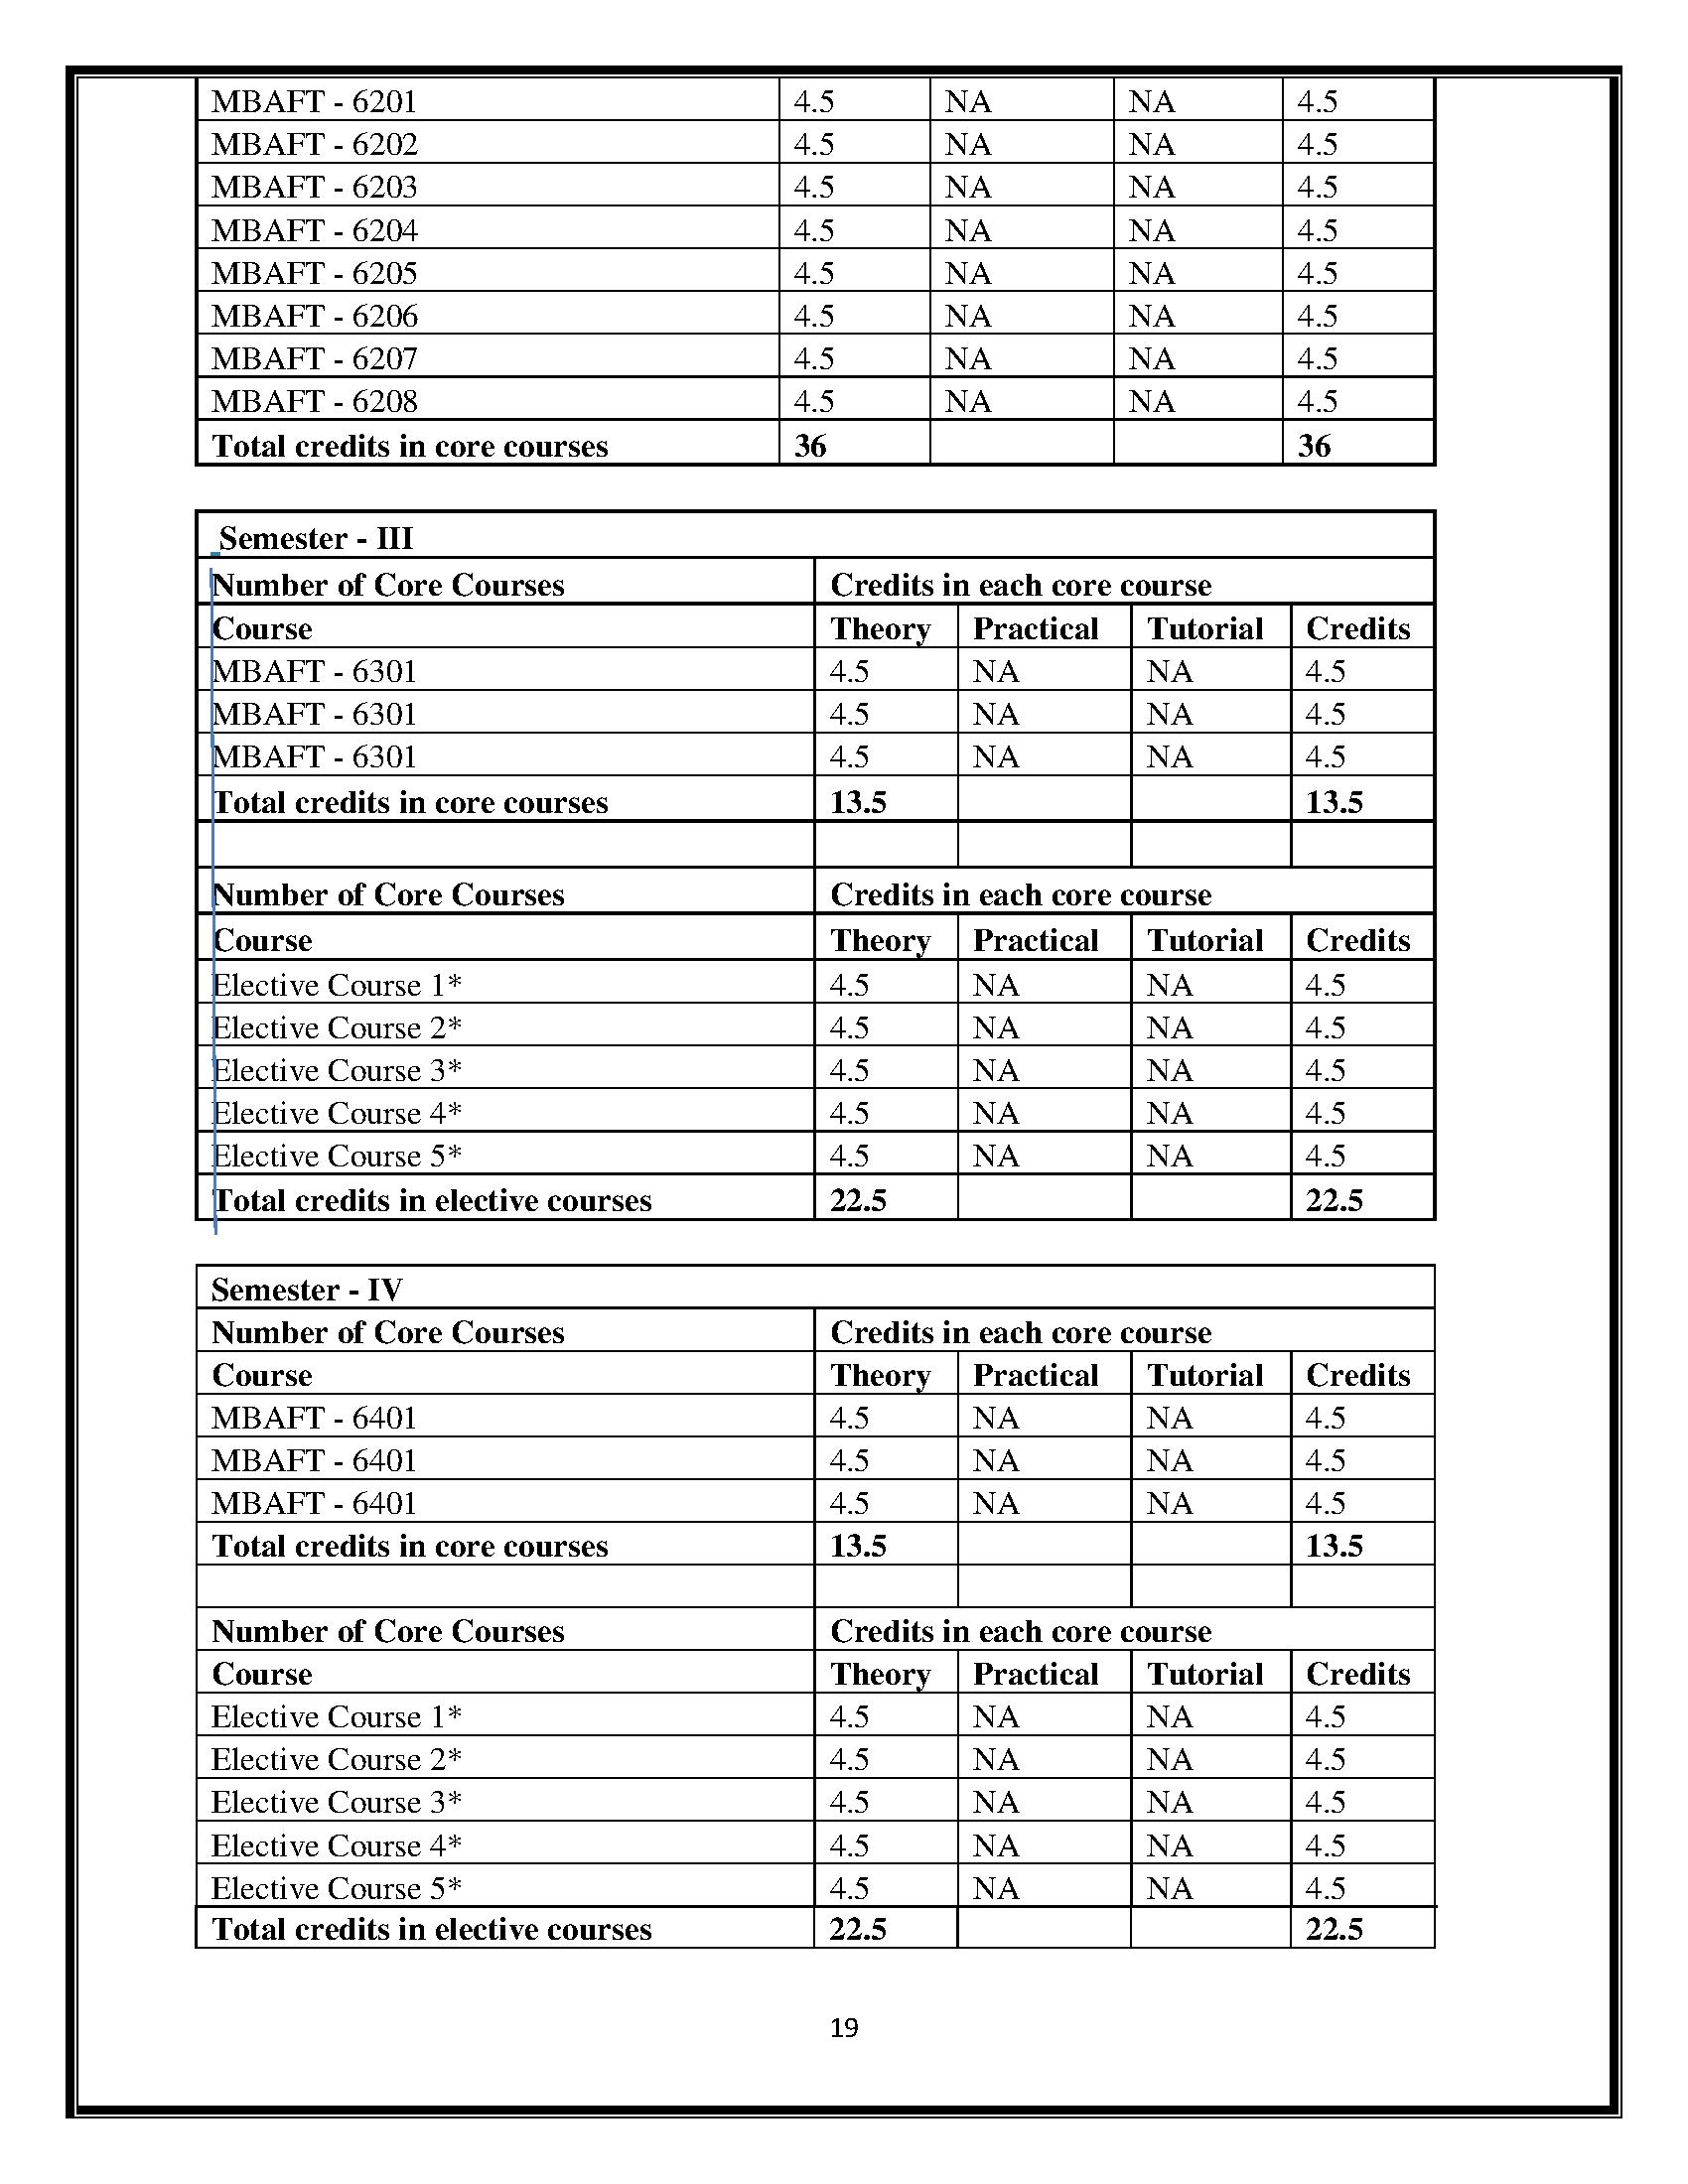 MBAFT - 6201 4.5 NA NA 4.5
MBAFT - 6202 4.5 NA NA 4.5
MBAFT - 6203 4.5 NA NA 4.5
MBAFT - 6204 4.5 NA NA 4.5
MBAFT - 6205 4.5 NA NA 4.5
MBAFT - 6206 4.5 NA NA 4.5
MBAFT - 6207 4.5 NA NA 4.5
MBAFT - 6208 4.5 NA NA 4.5
Total credits in core courses 36 36
Semester - III
Number of Core Courses Credits in each core course
Course Theory Practical Tutorial Credits
MBAFT - 6301 4.5 NA NA 4.5
MBAFT - 6301 4.5 NA NA 4.5
MBAFT - 6301 4.5 NA NA 4.5
Total credits in core courses 13.5 13.5
Number of Core Courses Credits in each core course
Course Theory Practical Tutorial Credits
Elective Course 1* 4.5 NA NA 4.5
Elective Course 2* 4.5 NA NA 4.5
Elective Course 3* 4.5 NA NA 4.5
Elective Course 4* 4.5 NA NA 4.5
Elective Course 5* 4.5 NA NA 4.5
Total credits in elective courses 22.5 22.5
Semester - IV
Number of Core Courses Credits in each core course
Course Theory Practical Tutorial Credits
MBAFT - 6401 4.5 NA NA 4.5
MBAFT - 6401 4.5 NA NA 4.5
MBAFT - 6401 4.5 NA NA 4.5
Total credits in core courses 13.5 13.5
Number of Core Courses Credits in each core course
Course Theory Practical Tutorial Credits
Elective Course 1* 4.5 NA NA 4.5
Elective Course 2* 4.5 NA NA 4.5
Elective Course 3* 4.5 NA NA 4.5
Elective Course 4* 4.5 NA NA 4.5
Elective Course 5* 4.5 NA NA 4.5
Total credits in elective courses 22.5 22.5
19